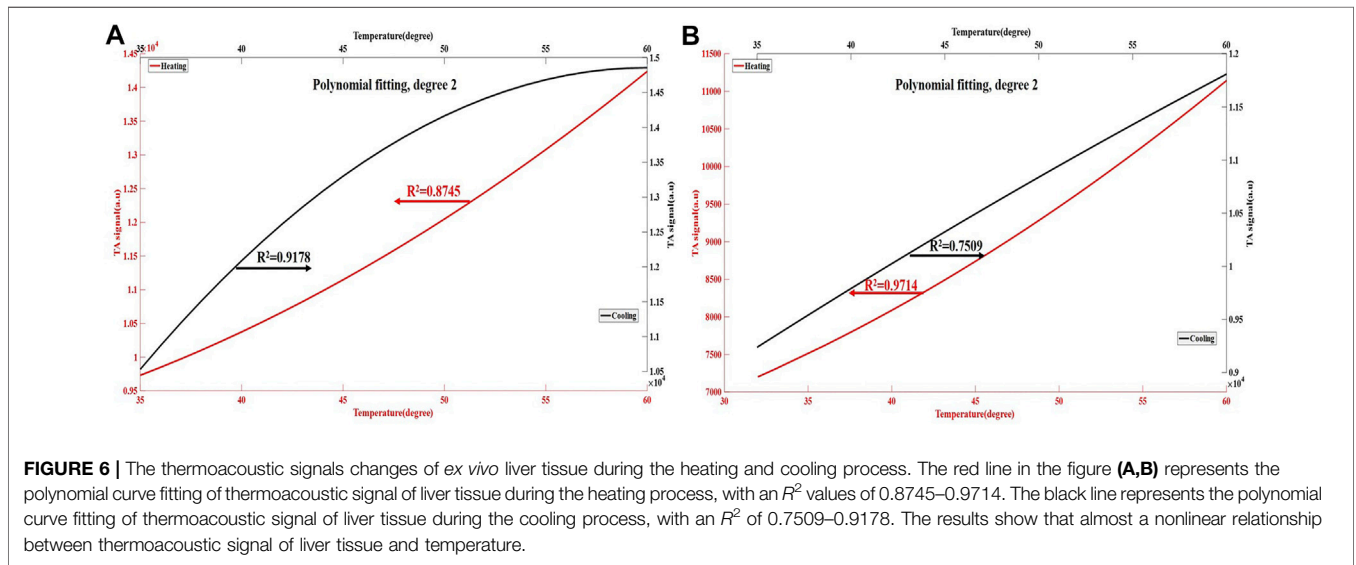 A
Temperature(degree)
35 40 45 50 55 60
1.45 ×10⁴
Heating
Polynomial fitting, degree 2
1.4
1.35
1.3
1.25
1.2
1.15
1.1
1.05
1
0.95
TA signal(a.u)
R²=0.8745
R²=0.9178
Cooling
1.5
1.45
1.4
1.35
1.3
1.25
1.2
1.15
1.1
1.05
×10⁴
TA signal(a.u)
35 40 45 50 55 60
Temperature(degree)
B
Temperature(degree)
35 40 45 50 55 60
11500
Heating
Polynomial fitting, degree 2
11000
10500
10000
9500
9000
8500
8000
7500
7000
TA signal(a.u)
R²=0.7509
R²=0.9714
Cooling
1.2
1.15
1.1
1.05
1
0.95
0.9
×10⁴
TA signal(a.u)
30 35 40 45 50 55 60
Temperature(degree)
FIGURE 6 | The thermoacoustic signals changes of ex vivo liver tissue during the heating and cooling process. The red line in the figure (A,B) represents the
polynomial curve fitting of thermoacoustic signal of liver tissue during the heating process, with an R² values of 0.8745–0.9714. The black line represents the polynomial
curve fitting of thermoacoustic signal of liver tissue during the cooling process, with an R² of 0.7509–0.9178. The results show that almost a nonlinear relationship
between thermoacoustic signal of liver tissue and temperature.